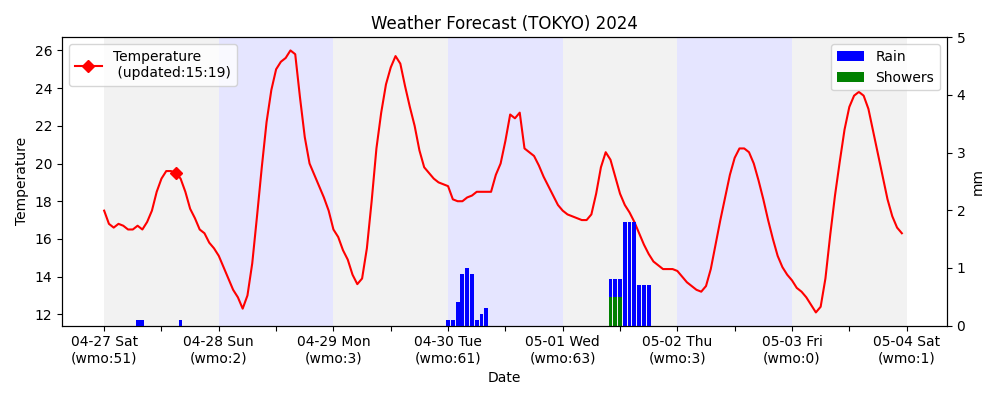 Weather Forecast (TOKYO) 2024
Temperature
(updated:15:19)
Rain
Showers
26
24
22
20
18
16
14
12
Temperature
5
4
3
2
1
0
mm
04-27 Sat
(wmo:51)
04-28 Sun
(wmo:2)
04-29 Mon
(wmo:3)
04-30 Tue
(wmo:61)
05-01 Wed
(wmo:63)
05-02 Thu
(wmo:3)
05-03 Fri
(wmo:0)
05-04 Sat
(wmo:1)
Date